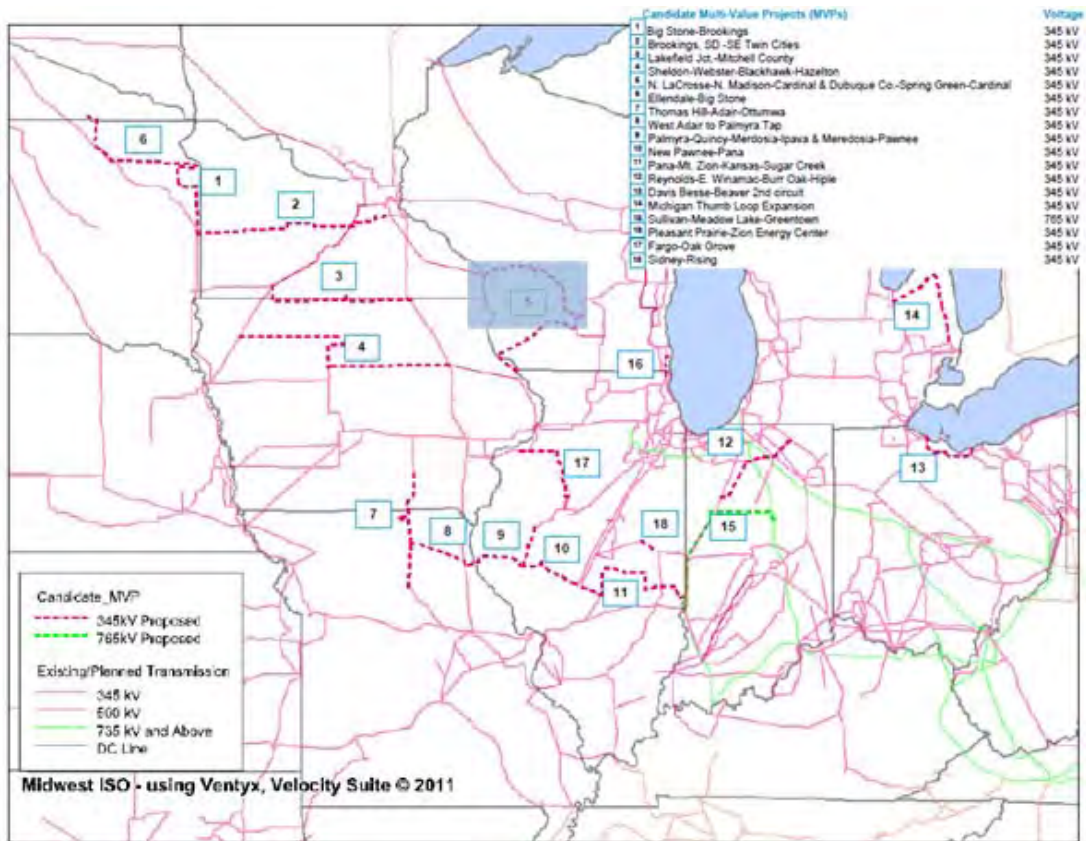 Candidate Multi-Value Projects (MVPs) Voltage
1 Big Stone-Brookings 345 kV
2 Brookings, SD -SE Twin Cities 345 kV
3 Lakefield Jct.-Mitchell County 345 kV
4 Sheldon-Webster-Blackhawk-Hazelton 345 kV
5 N. LaCrosse-N. Madison-Cardinal & Dubuque Co.-Spring Green-Cardinal 345 kV
6 Ellendale-Big Stone 345 kV
7 Thomas Hill-Adair-Ottumwa 345 kV
8 West Adair to Palmyra Tap 345 kV
9 Palmyra-Quincy-Merdosia-Ipava & Meredosia-Pawnee 345 kV
10 New Pawnee-Pana 345 kV
11 Pana-Mt. Zion-Kansas-Sugar Creek 345 kV
12 Reynolds-E. Winamac-Burr Oak-Hiple 345 kV
13 Davis Besse-Beaver 2nd circuit 345 kV
14 Michigan Thumb Loop Expansion 345 kV
15 Sullivan-Meadow Lake-Greentown 765 kV
16 Pleasant Prairie-Zion Energy Center 345 kV
17 Fargo-Oak Grove 345 kV
18 Sidney-Rising 345 kV
6
1
2
3
5
14
4
16
12
17
13
7
8
9
10
18
15
11
Candidate_MVP
345kV Proposed
765kV Proposed
Existing/Planned Transmission
345 kV
500 kV
735 kV and Above
DC Line
Midwest ISO - using Ventyx, Velocity Suite © 2011